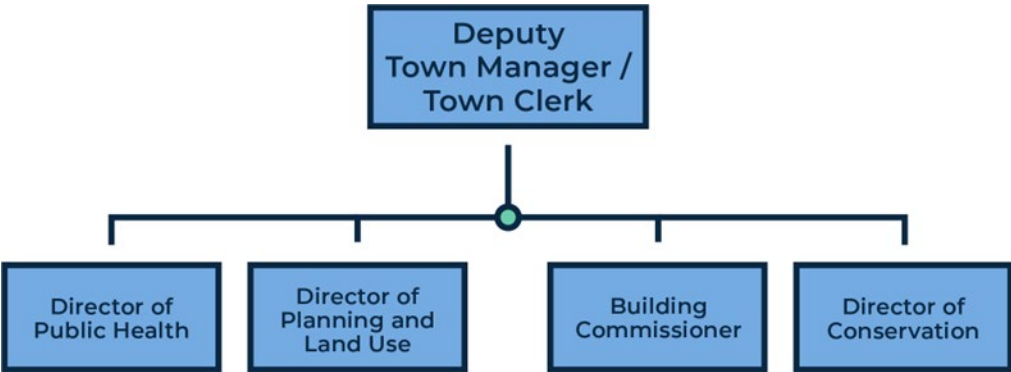 Deputy
Town Manager /
Town Clerk
Director of
Public Health
Director of
Planning and
Land Use
Building
Commissioner
Director of
Conservation